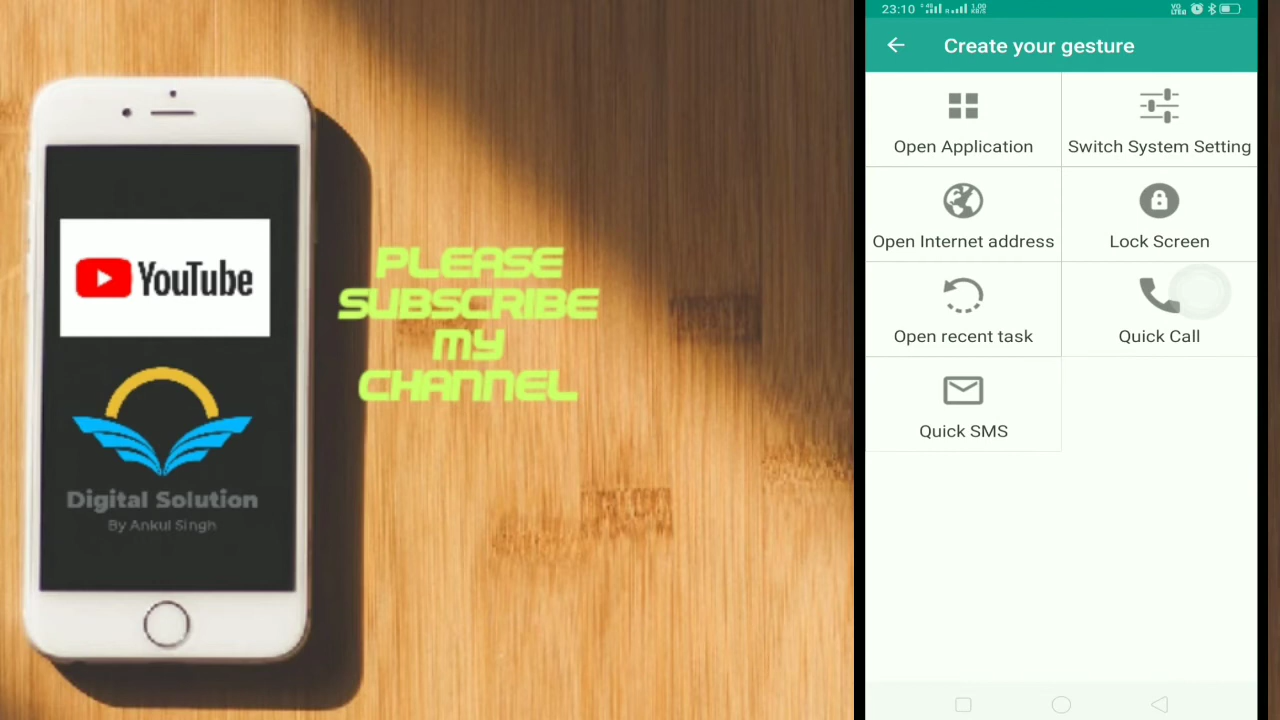 YouTube
Digital Solution
By Ankul Singh
PLEASE
SUBSCRIBE
MY
CHANNEL
23:10
Create your gesture
Open Application
Switch System Setting
Open Internet address
Lock Screen
Open recent task
Quick Call
Quick SMS